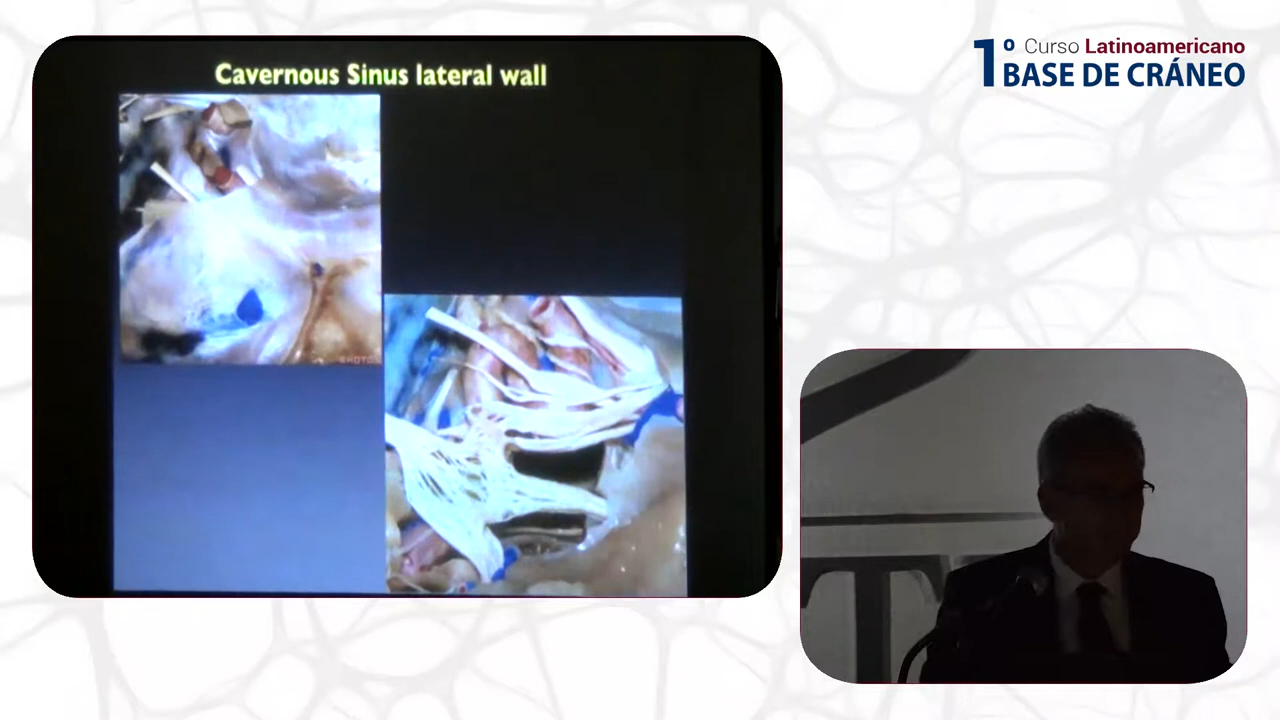 Cavernous Sinus lateral wall
1º Curso Latinoamericano
BASE DE CRÁNEO